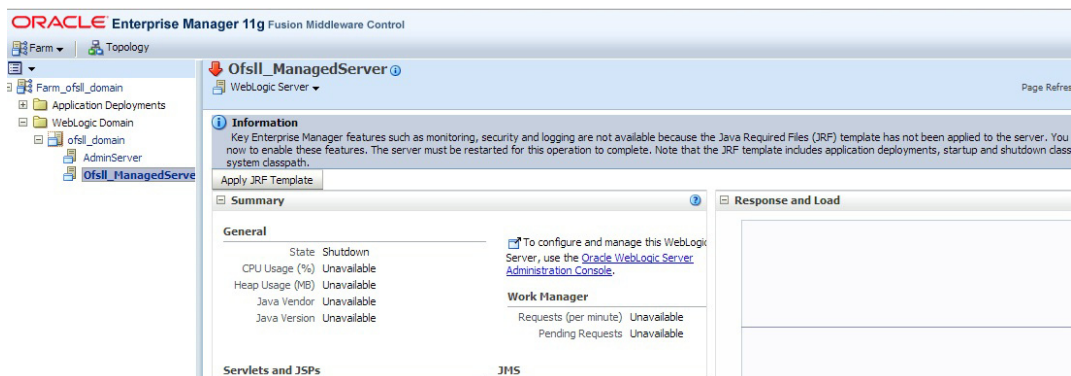 ORACLE Enterprise Manager 11g Fusion Middleware Control
Farm Topology
Farm_ofsll_domain
Application Deployments
WebLogic Domain
ofsll_domain
AdminServer
Ofsll_ManagedServe
Ofsll_ManagedServer
WebLogic Server
Page Refres
Information
Key Enterprise Manager features such as monitoring, security and logging are not available because the Java Required Files (JRF) template has not been applied to the server. You
now to enable these features. The server must be restarted for this operation to complete. Note that the JRF template includes application deployments, startup and shutdown class
system classpath.
Apply JRF Template
Summary
General
State Shutdown
CPU Usage (%) Unavailable
Heap Usage (MB) Unavailable
Java Vendor Unavailable
Java Version Unavailable
To configure and manage this WebLogic
Server, use the Oracle WebLogic Server
Administration Console.
Work Manager
Requests (per minute) Unavailable
Pending Requests Unavailable
Servlets and JSPs
JMS
Response and Load